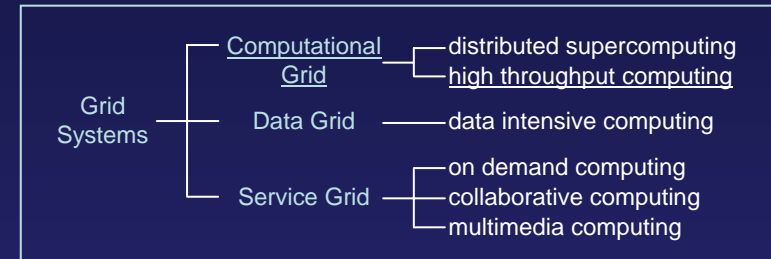 Grid
Systems
Computational
Grid
distributed supercomputing
high throughput computing
Data Grid
data intensive computing
Service Grid
on demand computing
collaborative computing
multimedia computing